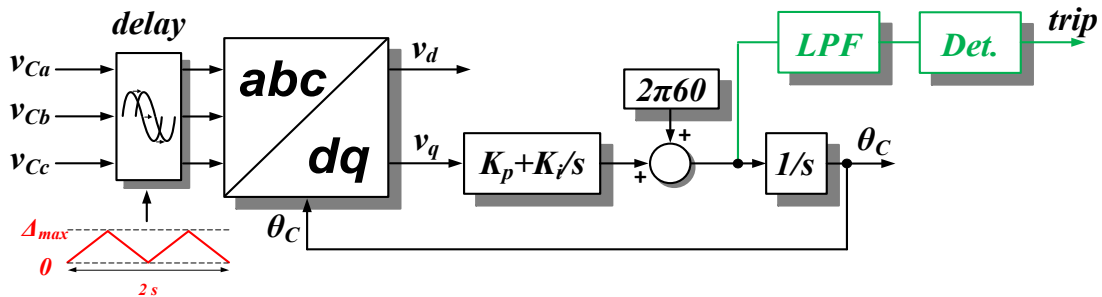 delay
trip
LPF
Det.
v_Ca
v_Cb
v_Cc
abc
dq
v_d
v_q
2π60
+
+
K_p+K_i/s
1/s
θ_C
θ_C
Δ_max
0
2 s